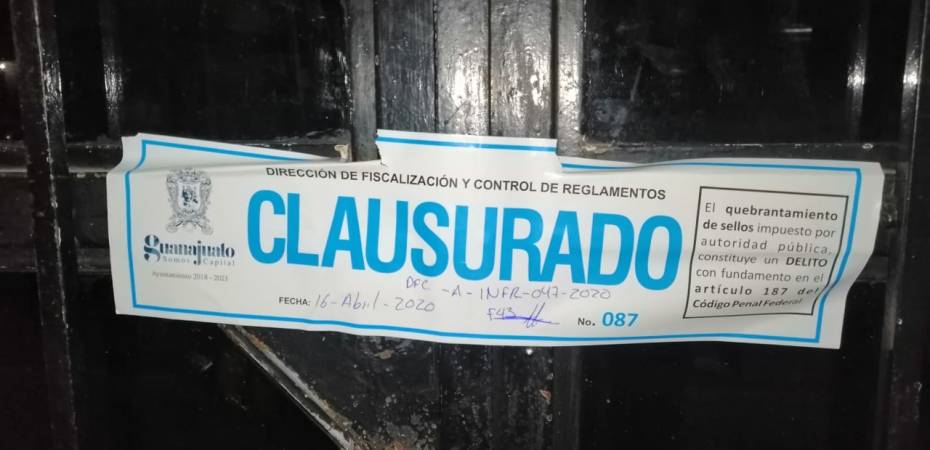 DIRECCIÓN DE FISCALIZACIÓN Y CONTROL DE REGLAMENTOS
CLAUSURADO
Guanajuato
Somos Capital
Ayuntamiento 2018 - 2021
DFC -A- INFR-047-2020
FECHA: 16-Abril-2020
F43
No. 087
El quebrantamiento
de sellos impuesto por
autoridad pública,
constituye un DELITO
con fundamento en el
artículo 187 del
Código Penal Federal